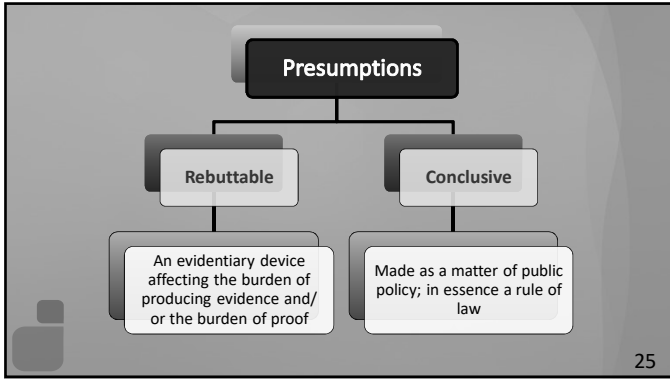 Presumptions
Rebuttable
Conclusive
An evidentiary device
affecting the burden of
producing evidence and/
or the burden of proof
Made as a matter of public
policy; in essence a rule of
law
25